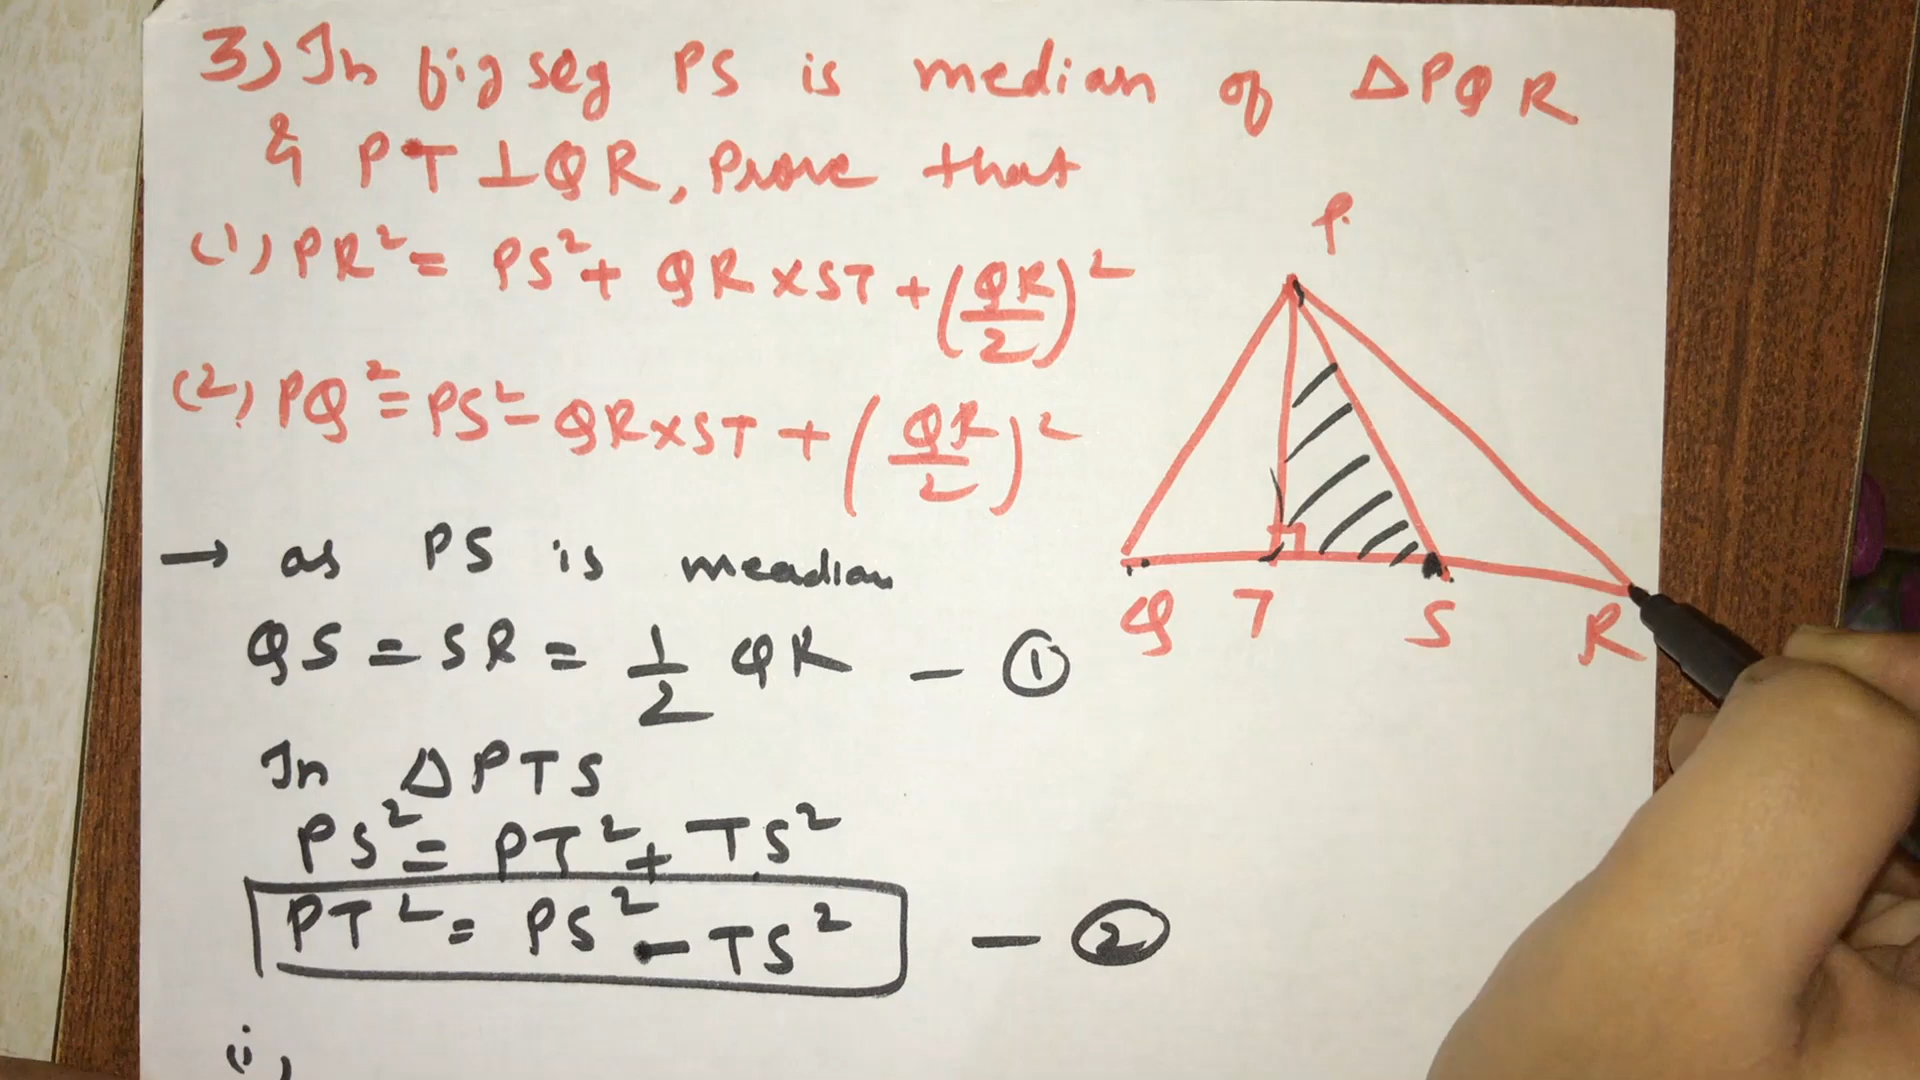 3) In fig seg PS is median of ΔPQR
& PT ⊥ QR, Prove that
(1) PR² = PS² + QR × ST + (QR/2)²
(2) PQ² = PS² - QR × ST + (QR/2)²
→ as PS is meadian
QS = SR = 1/2 QR - ①
In ΔPTS
PS² = PT² + TS²
PT² = PS² - TS² - ②
(i)
P
Q T S R